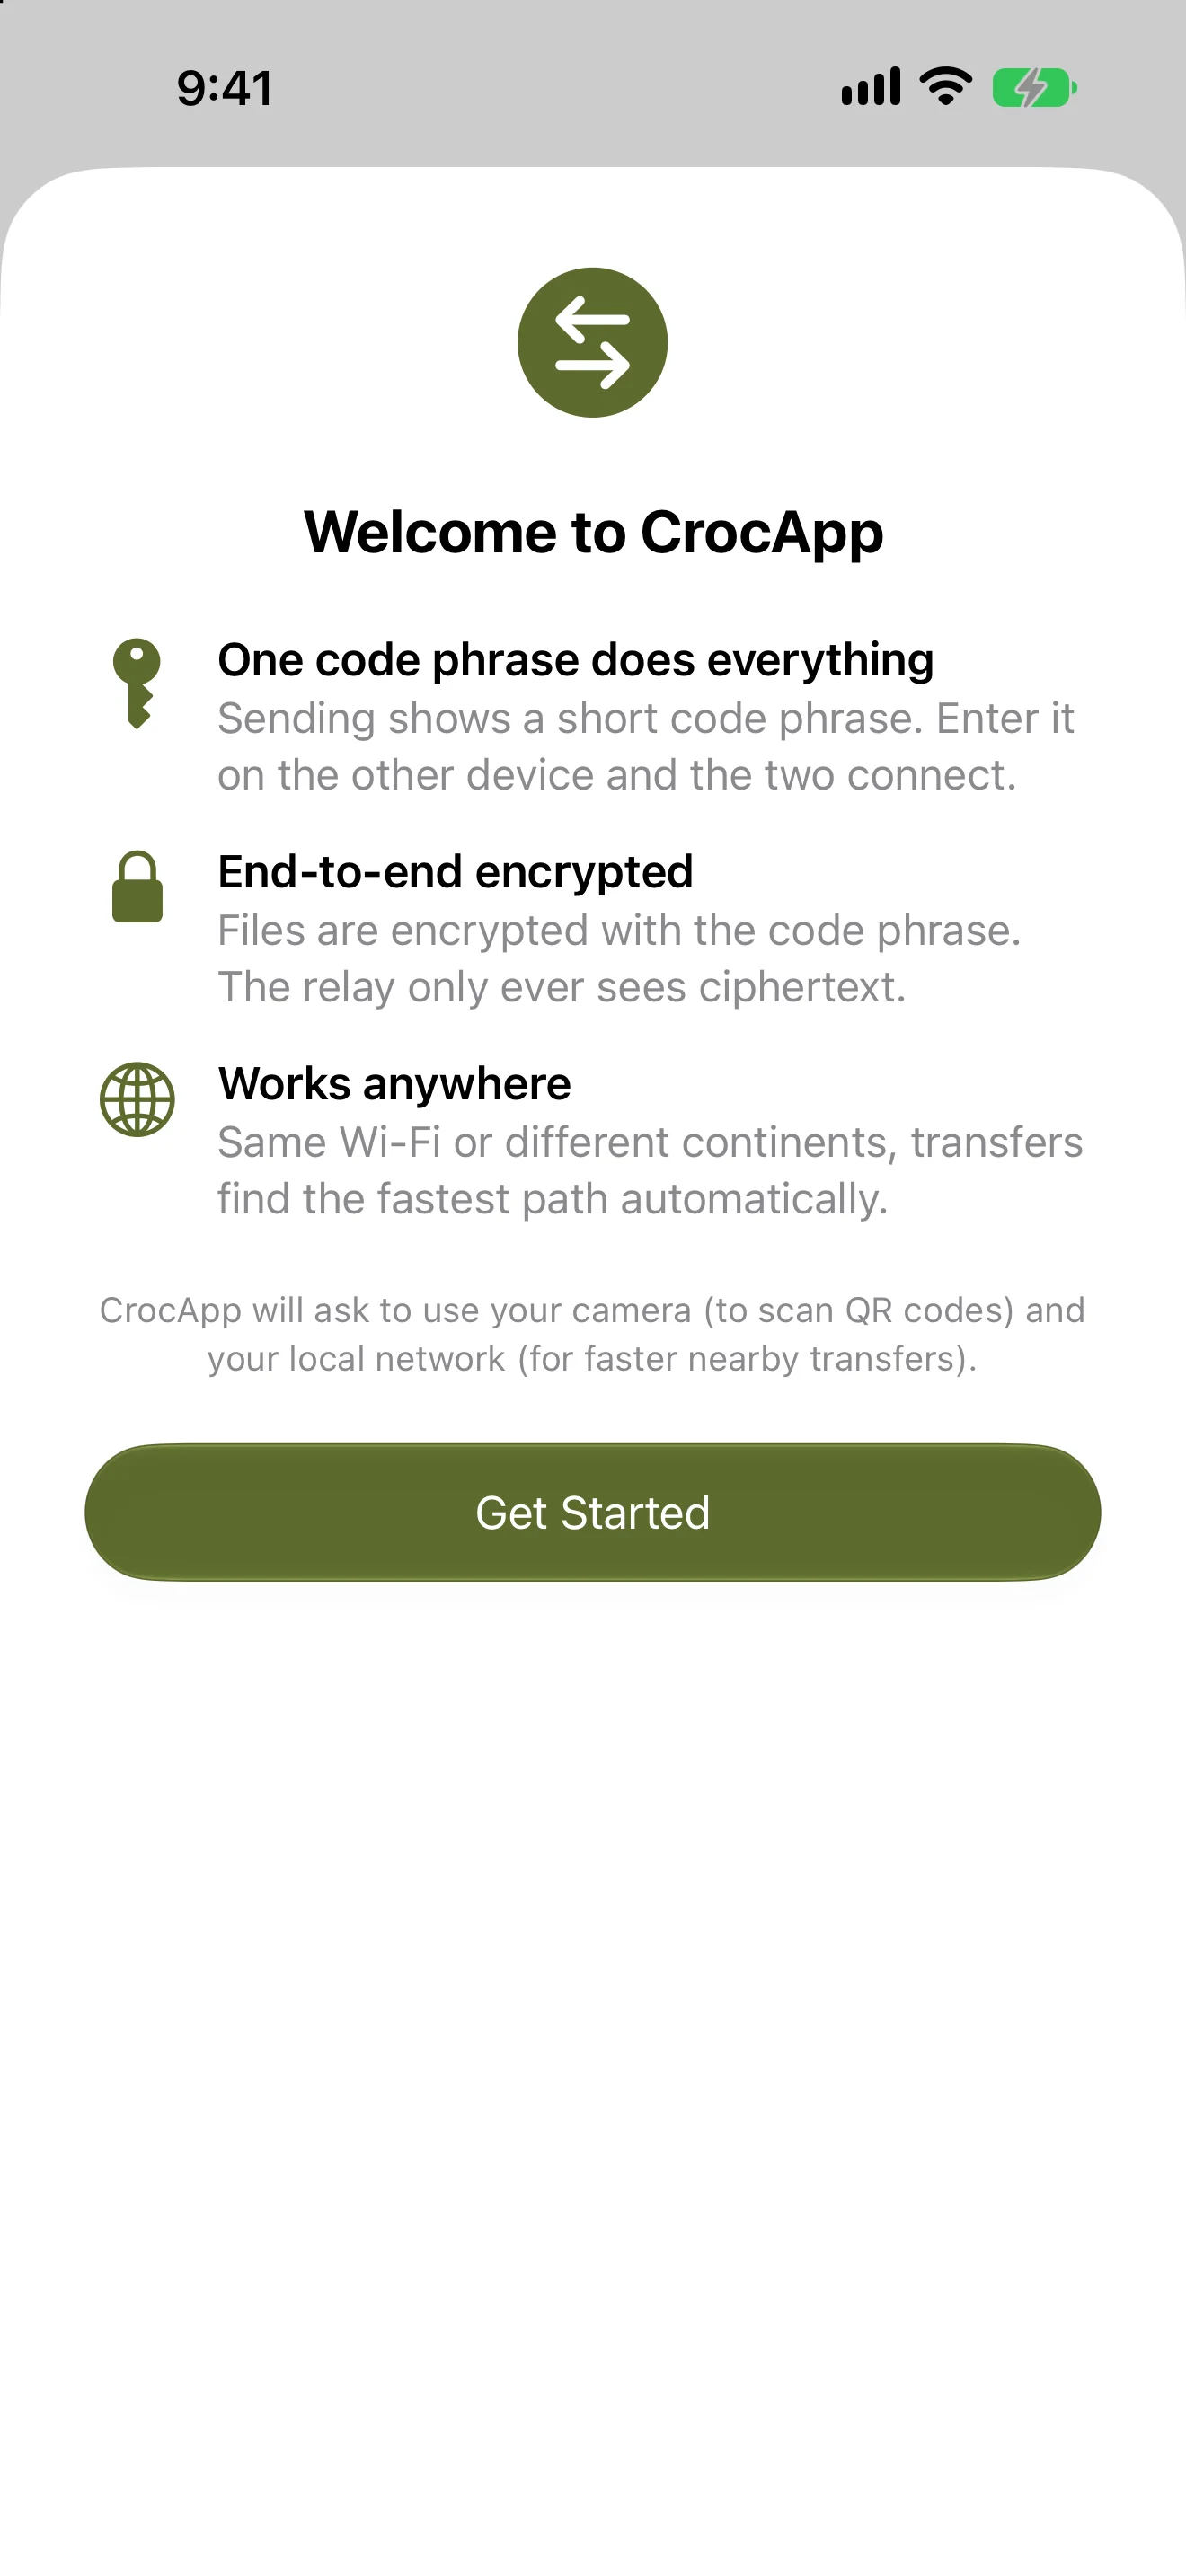 9:41
Welcome to CrocApp
One code phrase does everything
Sending shows a short code phrase. Enter it
on the other device and the two connect.
End-to-end encrypted
Files are encrypted with the code phrase.
The relay only ever sees ciphertext.
Works anywhere
Same Wi-Fi or different continents, transfers
find the fastest path automatically.
CrocApp will ask to use your camera (to scan QR codes) and
your local network (for faster nearby transfers).
Get Started